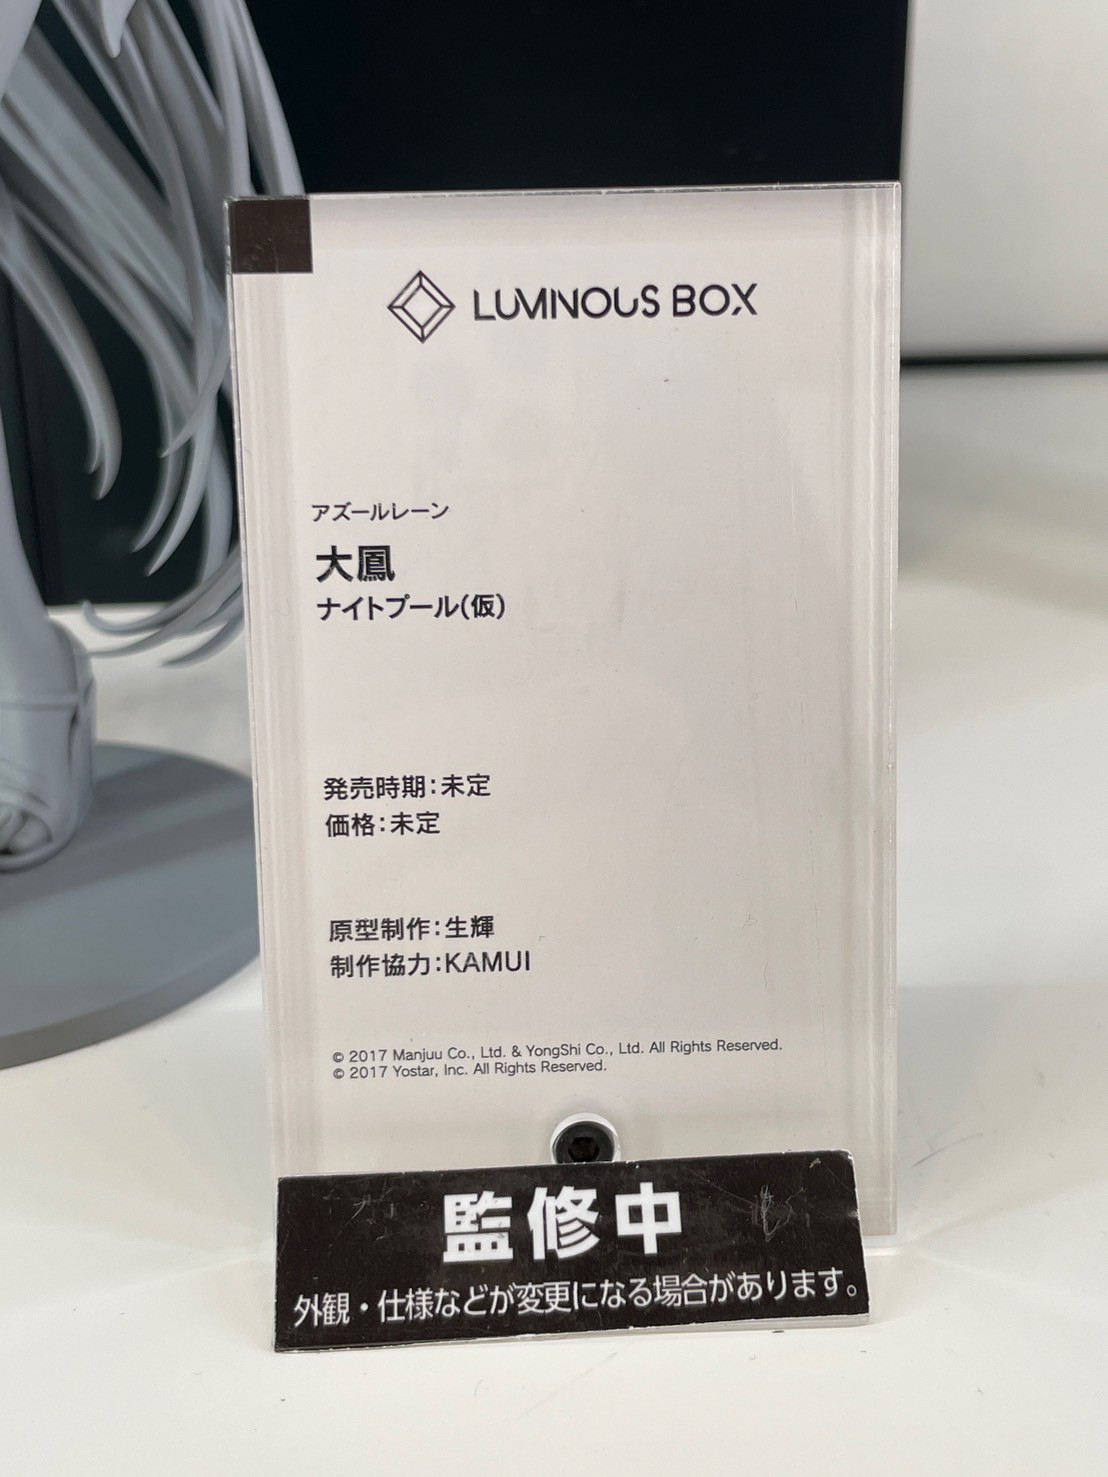 LUMINOUS BOX
アズールレーン
大鳳
ナイトプール(仮)
発売時期:未定
価格:未定
原型制作:生輝
制作協力:KAMUI
© 2017 Manjuu Co., Ltd. & YongShi Co., Ltd. All Rights Reserved.
© 2017 Yostar, Inc. All Rights Reserved.
監修中
外観・仕様などが変更になる場合があります。